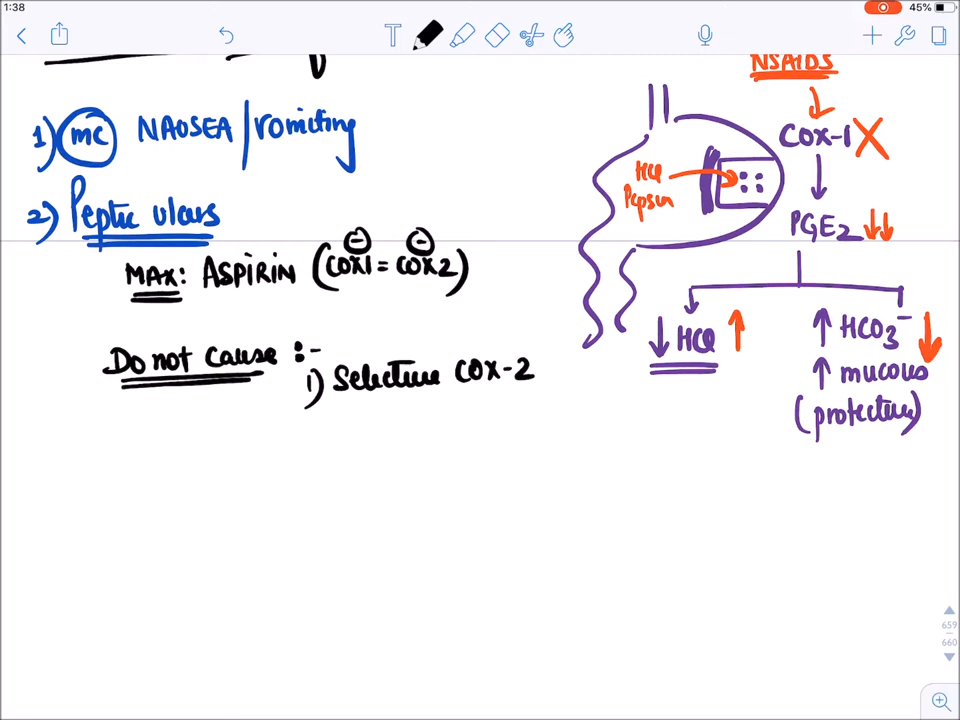 1:38
45%
T
NSAIDS
1) mc NAUSEA/vomiting
COX-1 X
HCl
Pepsin
2) Peptic ulcers
PGE2 ↓↓
MAX: ASPIRIN (COX1 = COX2)
↓ HCl ↑
↑ HCO3- ↓
↑ mucous
(protective)
Do not cause :-
1) Selective COX-2
659
660